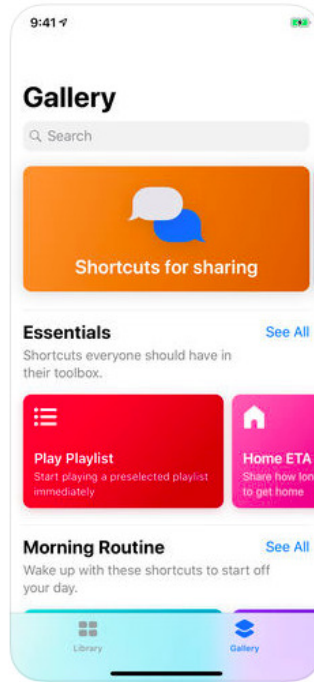 9:41
Gallery
Search
Shortcuts for sharing
Essentials See All
Shortcuts everyone should have in
their toolbox.
Play Playlist
Start playing a preselected playlist
immediately
Home ETA
Share how lon
to get home
Morning Routine See All
Wake up with these shortcuts to start off
your day.
Library Gallery